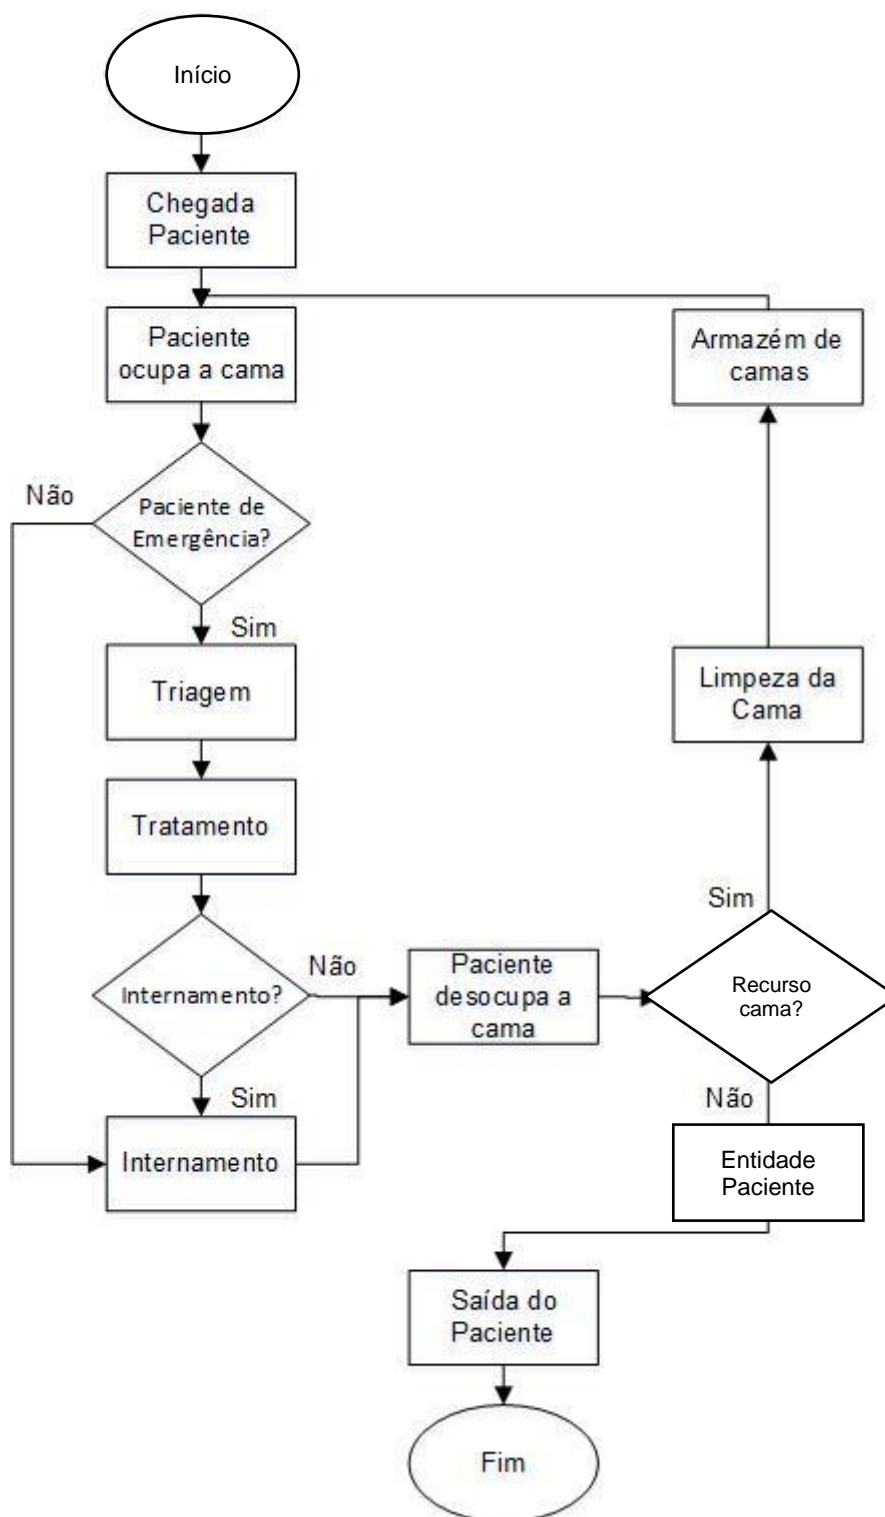 Início
Chegada
Paciente
Paciente
ocupa a cama
Armazém de
camas
Não
Paciente de
Emergência?
Sim
Triagem
Limpeza da
Cama
Tratamento
Sim
Internamento?
Não
Paciente
desocupa a
cama
Recurso
cama?
Sim
Não
Internamento
Entidade
Paciente
Saída do
Paciente
Fim